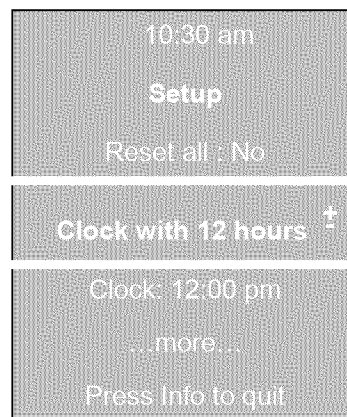 10:30 am
Setup
Reset all : No
Clock with 12 hours ±
Clock: 12:00 pm
...more...
Press Info to quit